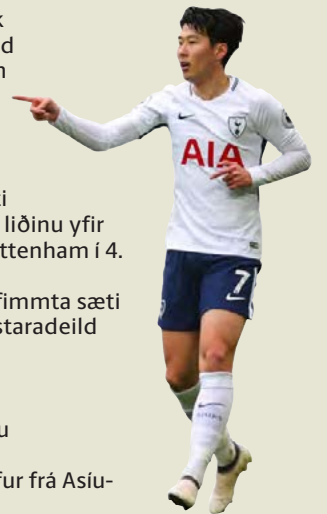 k
d
n
i
liðinu yfir
ttenham í 4.
fimmta sæti
staradeild
u
fur frá Asíu-
AIA
7